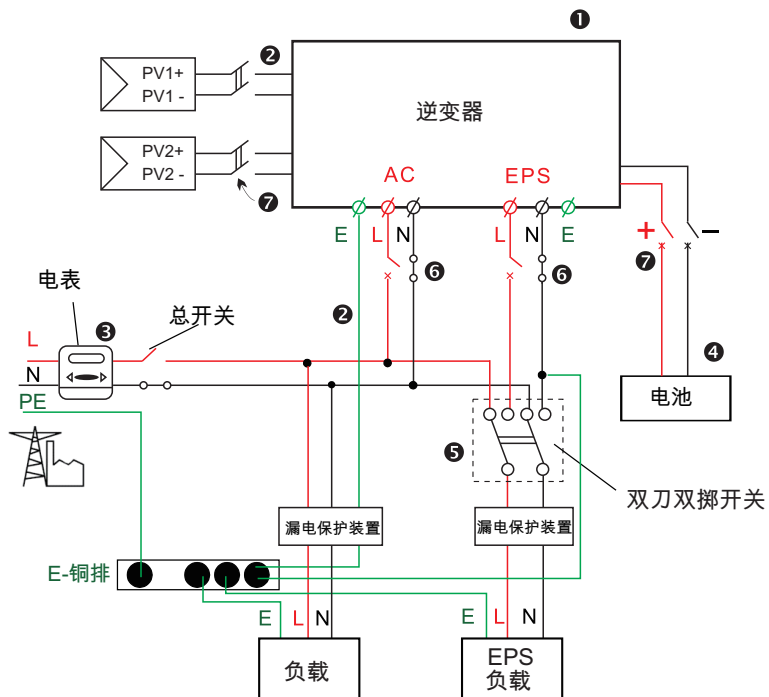 ❶
❷
PV1+
PV1 -
逆变器
PV2+
PV2 -
❼
AC
EPS
E
L
N
L
N
E
+
−
❻
❻
❼
电表
❷
❸
总开关
L
N
PE
❹
电池
❺
双刀双掷开关
漏电保护装置
漏电保护装置
E-铜排
E
L
N
E
L
N
负载
EPS
负载